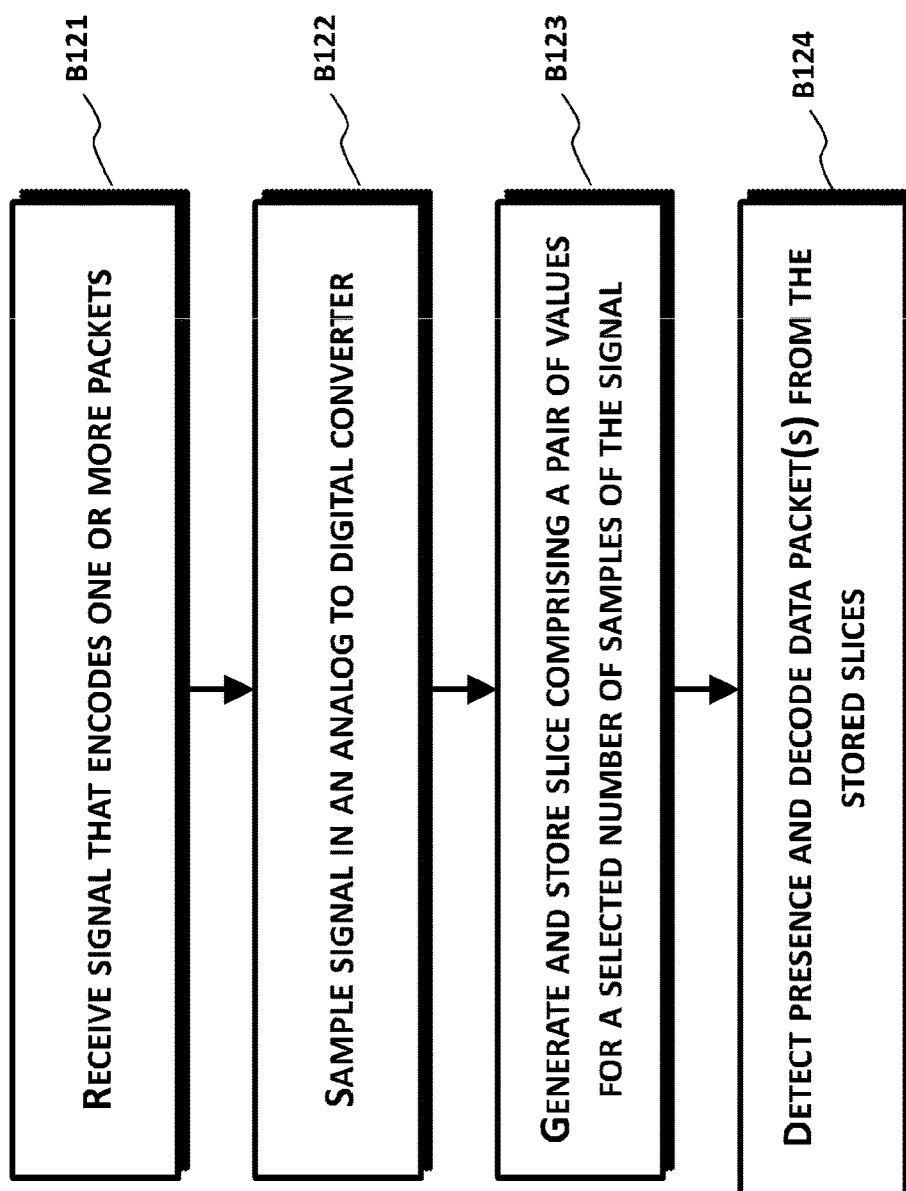 RECEIVE SIGNAL THAT ENCODES ONE OR MORE PACKETS
B121
SAMPLE SIGNAL IN AN ANALOG TO DIGITAL CONVERTER
B122
GENERATE AND STORE SLICE COMPRISING A PAIR OF VALUES
FOR A SELECTED NUMBER OF SAMPLES OF THE SIGNAL
B123
DETECT PRESENCE AND DECODE DATA PACKET(S) FROM THE
STORED SLICES
B124